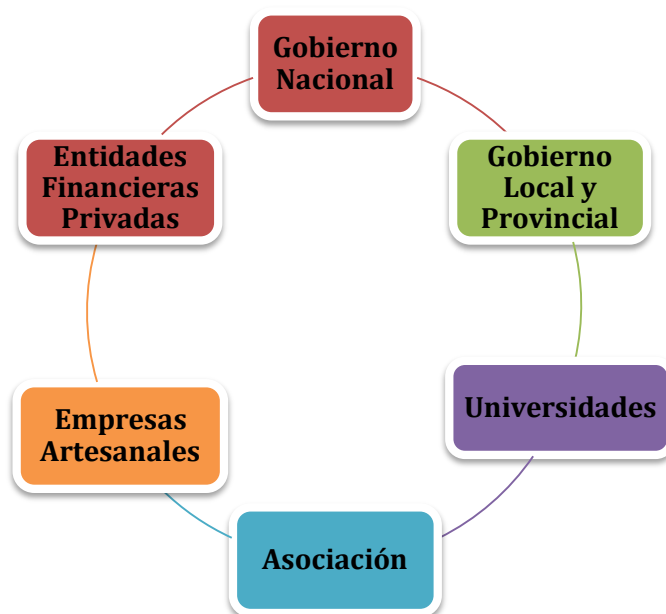 Gobierno
Nacional
Entidades
Financieras
Privadas
Gobierno
Local y
Provincial
Empresas
Artesanales
Universidades
Asociación